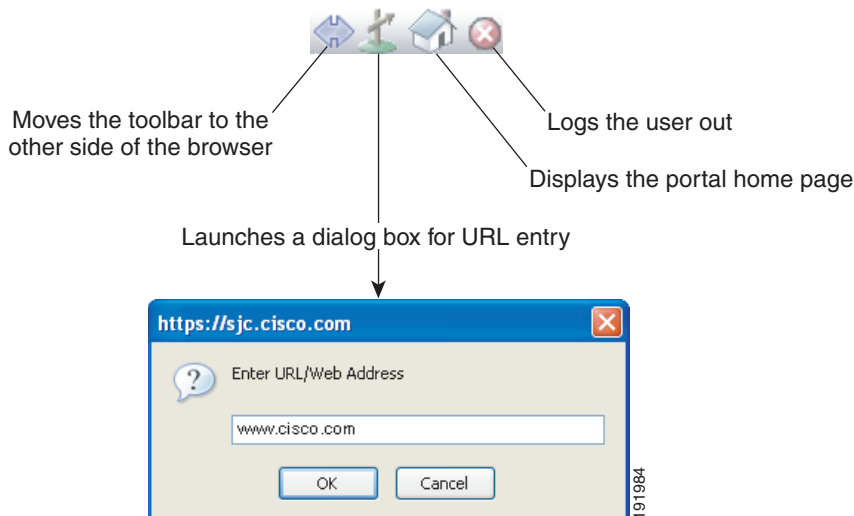 Moves the toolbar to the
other side of the browser
Logs the user out
Displays the portal home page
Launches a dialog box for URL entry
https://sjc.cisco.com
?
Enter URL/Web Address
www.cisco.com
OK
Cancel
191984